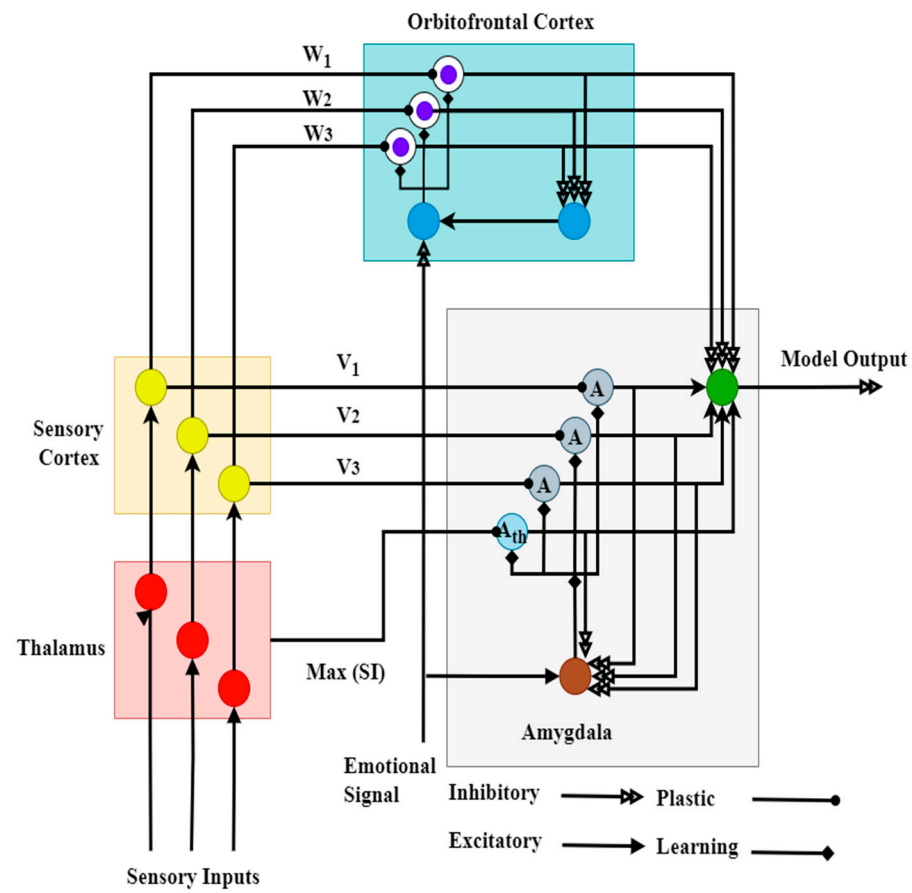 Orbitofrontal Cortex
W1
W2
W3
V1
Model Output
A
Sensory
Cortex
V2
A
V3
A
Ath
Thalamus
Max (SI)
Amygdala
Emotional
Signal
Inhibitory
Plastic
Excitatory
Learning
Sensory Inputs